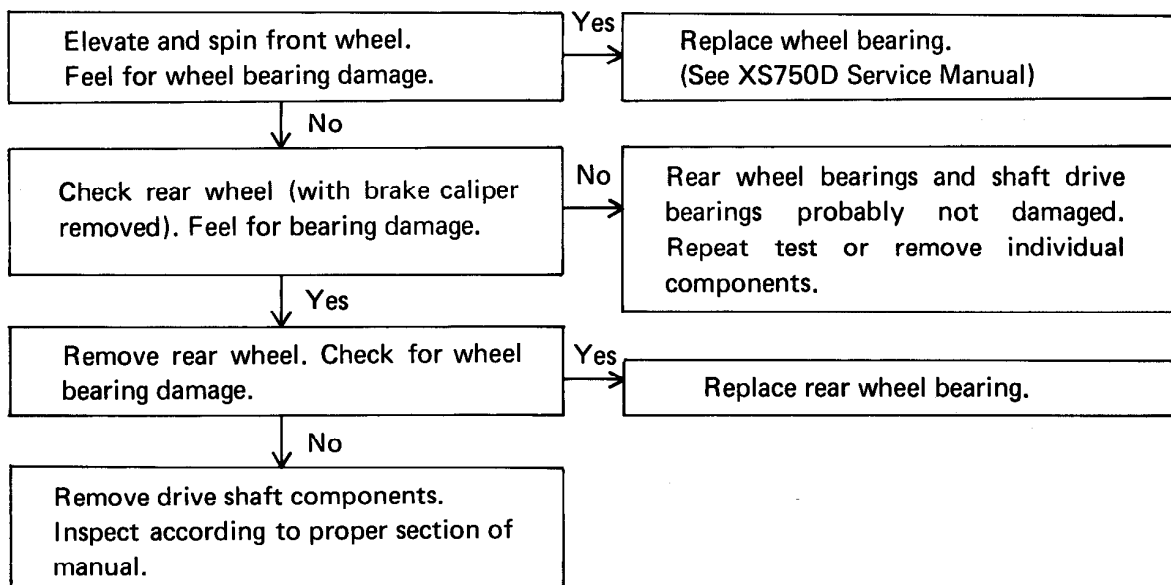 Elevate and spin front wheel.
Feel for wheel bearing damage.
Yes
Replace wheel bearing.
(See XS750D Service Manual)
No
Check rear wheel (with brake caliper
removed). Feel for bearing damage.
No
Rear wheel bearings and shaft drive
bearings probably not damaged.
Repeat test or remove individual
components.
Yes
Remove rear wheel. Check for wheel
bearing damage.
Yes
Replace rear wheel bearing.
No
Remove drive shaft components.
Inspect according to proper section of
manual.